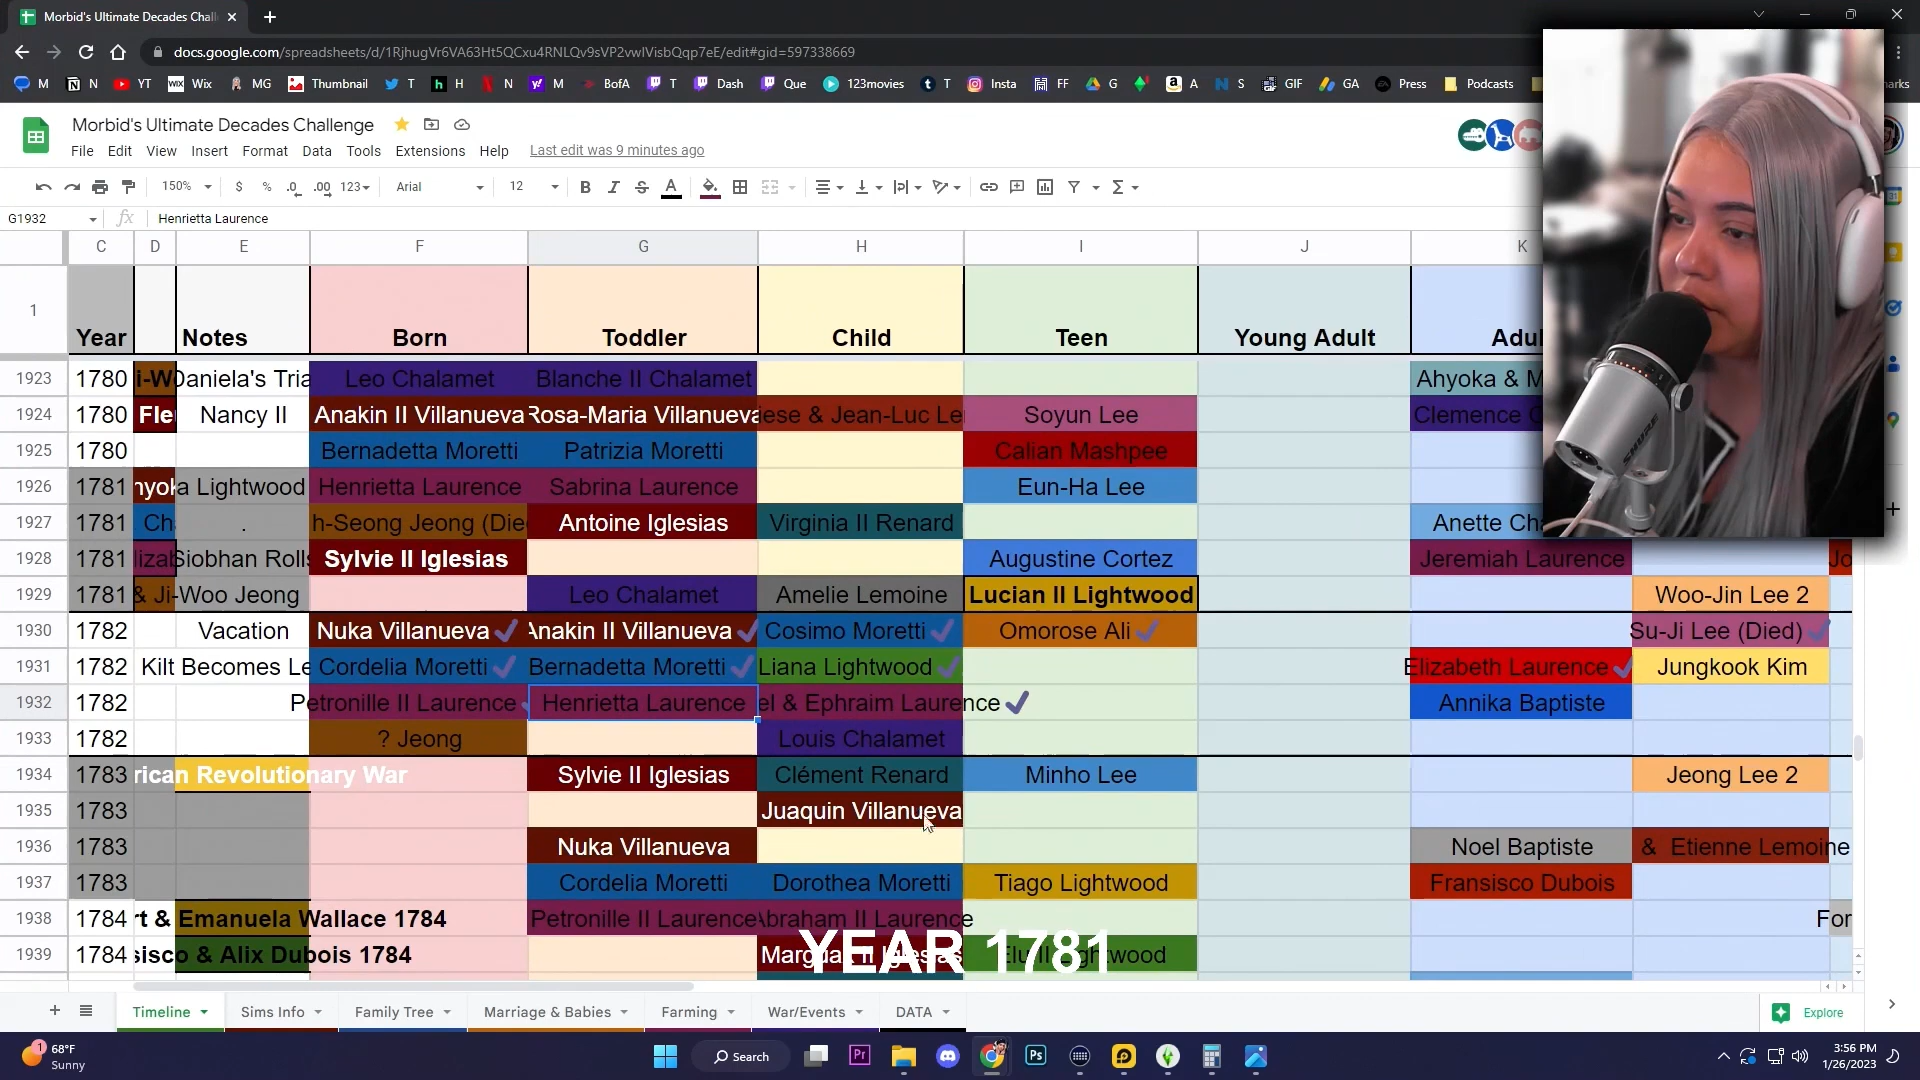 Morbid's Ultimate Decades Chall
docs.google.com/spreadsheets/d/1RjhugVr6VA63Ht5QCxu4RNLQv9sVP2vwIVisbQqp7eE/edit#gid=597338669
M N YT Wix MG Thumbnail T H N M BofA T Dash Que 123movies T Insta FF G A S GIF GA Press Podcasts
Morbid's Ultimate Decades Challenge
File Edit View Insert Format Data Tools Extensions Help Last edit was 9 minutes ago
150% $ % .0 .00 123 Arial 12
G1932 fx Henrietta Laurence
C D E F G H I J K
1 Year Notes Born Toddler Child Teen Young Adult Adul
1923 1780 i-W Daniela's Tria Leo Chalamet Blanche II Chalamet Ahyoka & M
1924 1780 Fle Nancy II Anakin II Villanueva Rosa-Maria Villanueva iese & Jean-Luc Le Soyun Lee Clemence C
1925 1780 Bernadetta Moretti Patrizia Moretti Calian Mashpee
1926 1781 nyok a Lightwood Henrietta Laurence Sabrina Laurence Eun-Ha Lee
1927 1781 Ch . h-Seong Jeong (Die Antoine Iglesias Virginia II Renard Anette Cha
1928 1781 lizab Siobhan Rolls Sylvie II Iglesias Augustine Cortez Jeremiah Laurence Jo
1929 1781 & Ji-Woo Jeong Leo Chalamet Amelie Lemoine Lucian II Lightwood Woo-Jin Lee 2
1930 1782 Vacation Nuka Villanueva Anakin II Villanueva Cosimo Moretti Omorose Ali Su-Ji Lee (Died)
1931 1782 Kilt Becomes Le Cordelia Moretti Bernadetta Moretti Liana Lightwood Elizabeth Laurence Jungkook Kim
1932 1782 Petronille II Laurence Henrietta Laurence el & Ephraim Laurence Annika Baptiste
1933 1782 ? Jeong Louis Chalamet
1934 1783 rican Revolutionary War Sylvie II Iglesias Clément Renard Minho Lee Jeong Lee 2
1935 1783 Juaquin Villanueva
1936 1783 Nuka Villanueva Noel Baptiste & Etienne Lemoine
1937 1783 Cordelia Moretti Dorothea Moretti Tiago Lightwood Fransisco Dubois
1938 1784 rt & Emanuela Wallace 1784 Petronille II Laurence Abraham II Laurence For
1939 1784 sisco & Alix Dubois 1784
YEAR 1781
Timeline Sims Info Family Tree Marriage & Babies Farming War/Events DATA Explore
1 68°F
Sunny
Search
3:56 PM
1/26/2023
SHURE